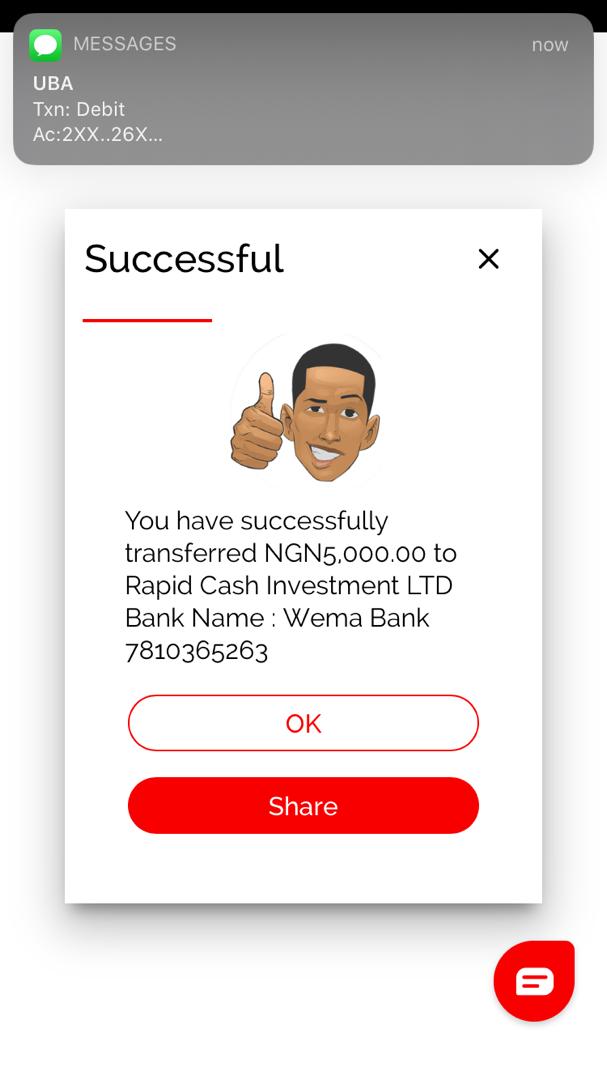 MESSAGES now
UBA
Txn: Debit
Ac:2XX..26X...
Successful
You have successfully
transferred NGN5,000.00 to
Rapid Cash Investment LTD
Bank Name : Wema Bank
7810365263
OK
Share